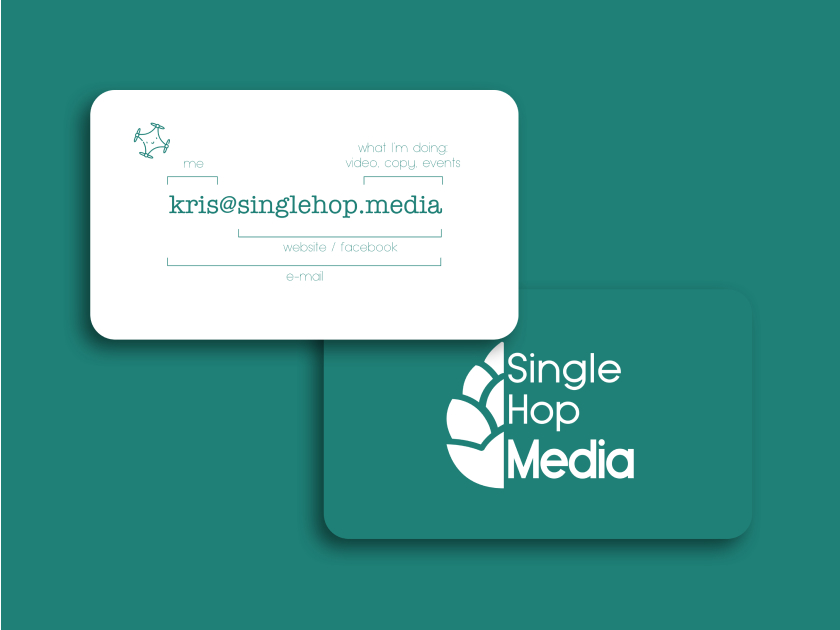 me
what I'm doing:
video, copy, events
kris@singlehop.media
website / facebook
e-mail
Single
Hop
Media